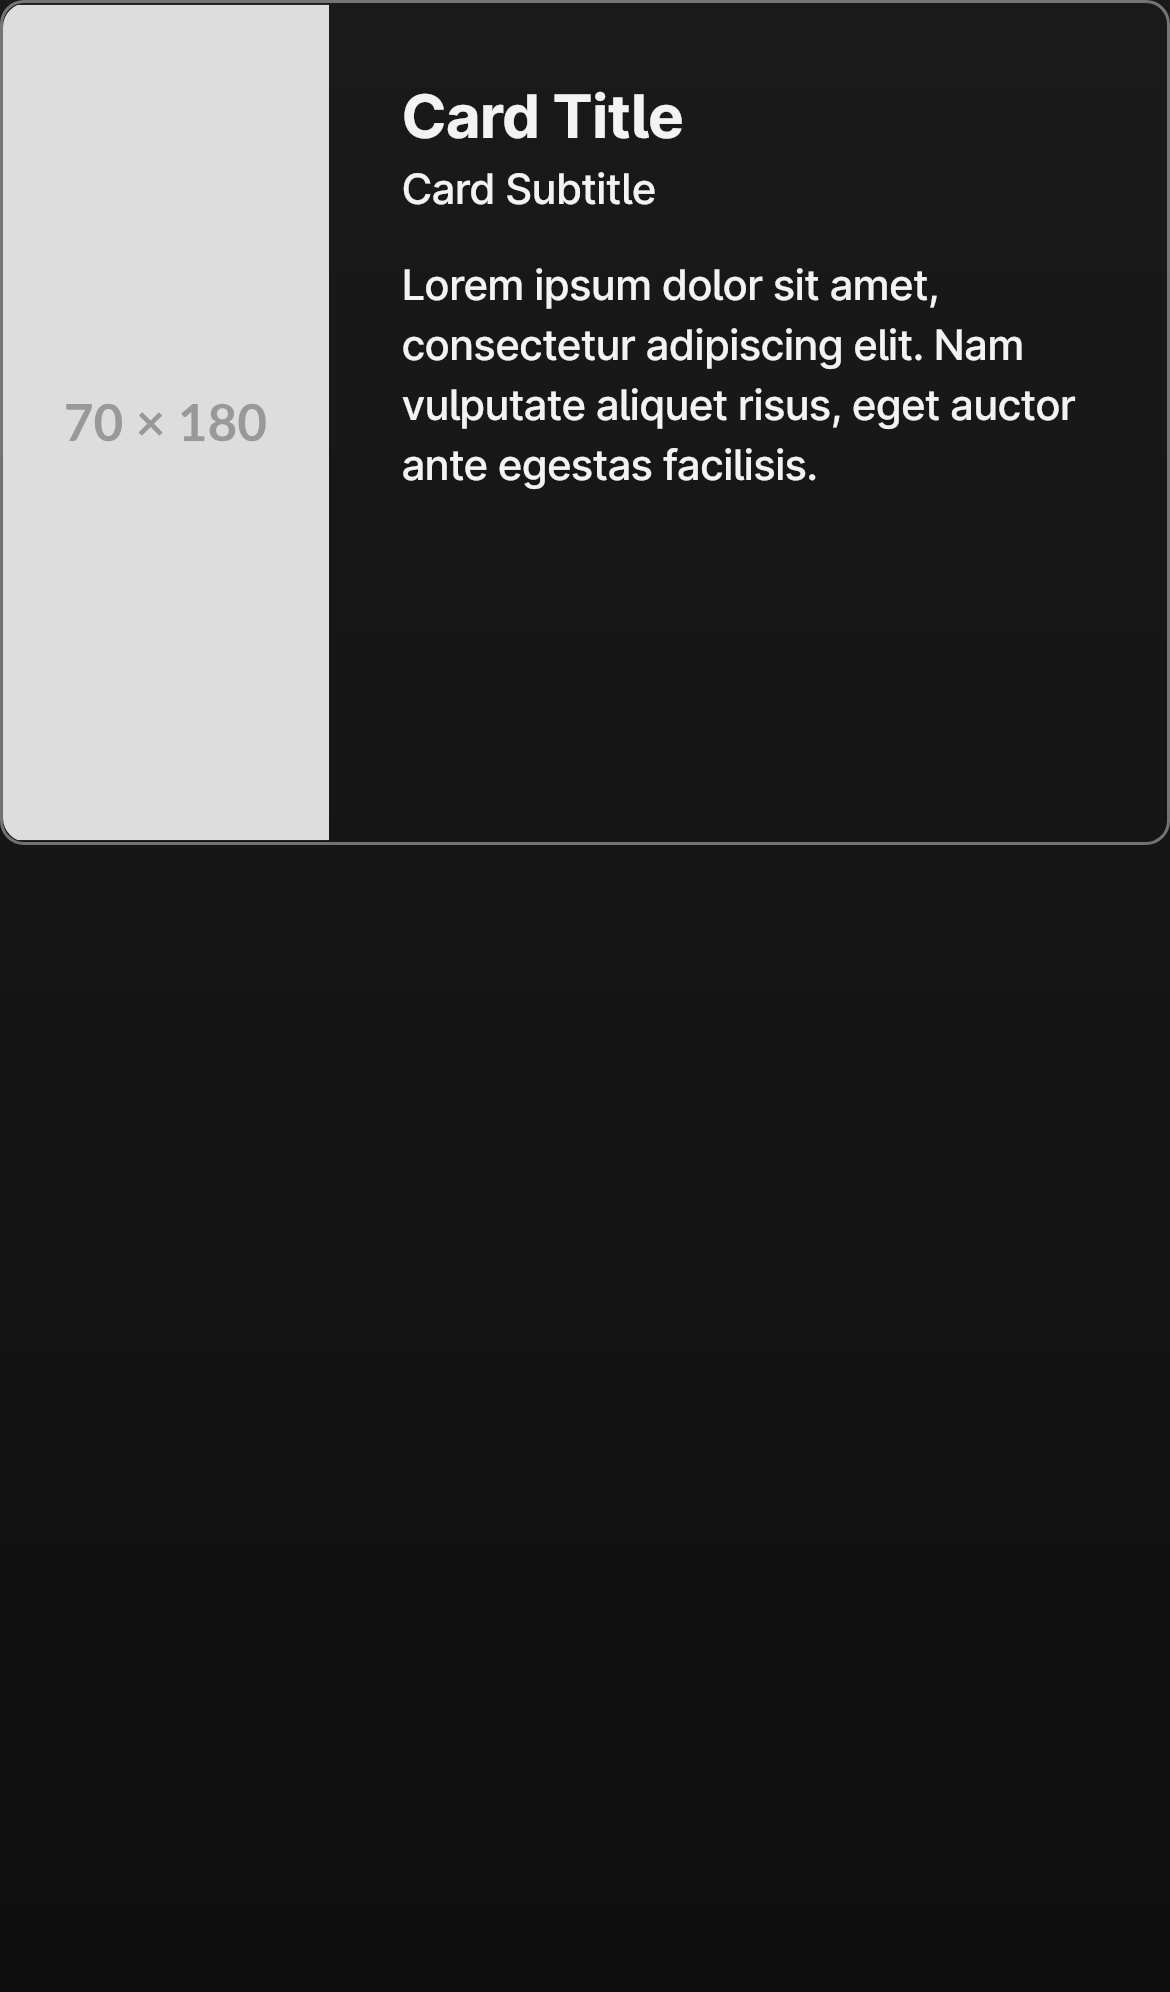 Card Title
Card Subtitle
Lorem ipsum dolor sit amet,
consectetur adipiscing elit. Nam
vulputate aliquet risus, eget auctor
ante egestas facilisis.
70 × 180